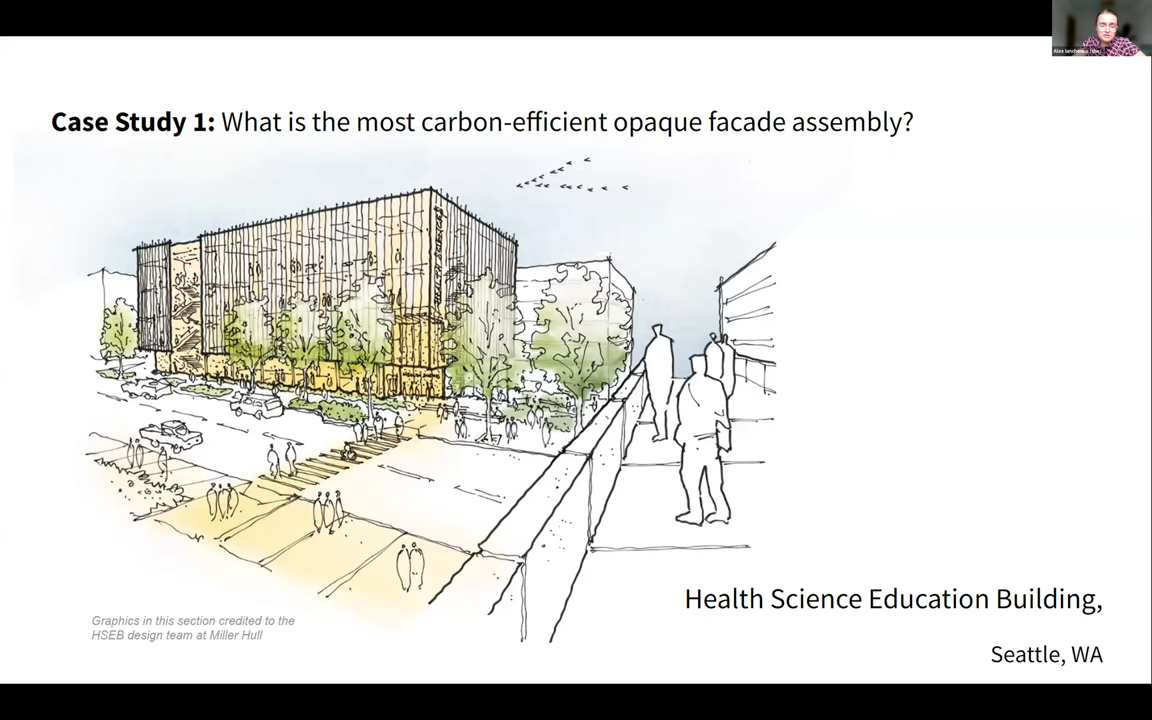 Case Study 1: What is the most carbon-efficient opaque facade assembly?
Graphics in this section credited to the
HSEB design team at Miller Hull
Health Science Education Building,
Seattle, WA